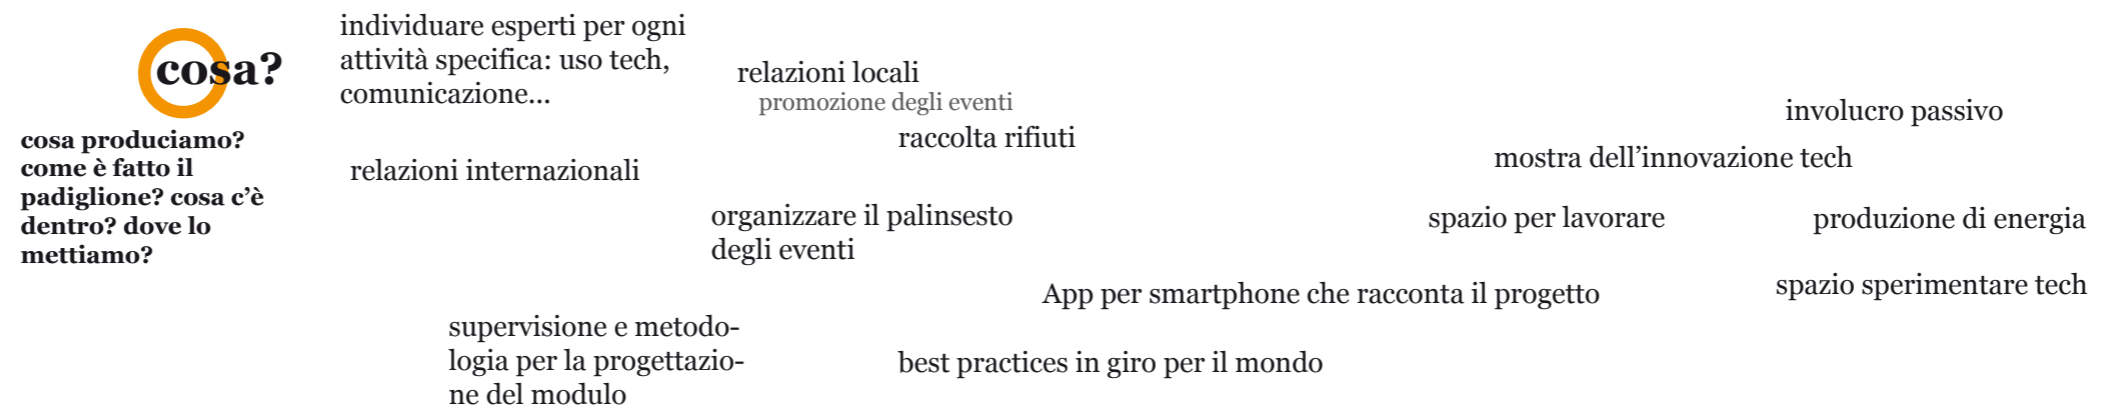 cosa?
cosa produciamo?
come è fatto il
padiglione? cosa c’è
dentro? dove lo
mettiamo?
individuare esperti per ogni
attività specifica: uso tech,
comunicazione...
relazioni locali
promozione degli eventi
raccolta rifiuti
relazioni internazionali
organizzare il palinsesto
degli eventi
involucro passivo
mostra dell’innovazione tech
spazio per lavorare
produzione di energia
App per smartphone che racconta il progetto
spazio sperimentare tech
supervisione e metodo-
logia per la progettazio-
ne del modulo
best practices in giro per il mondo